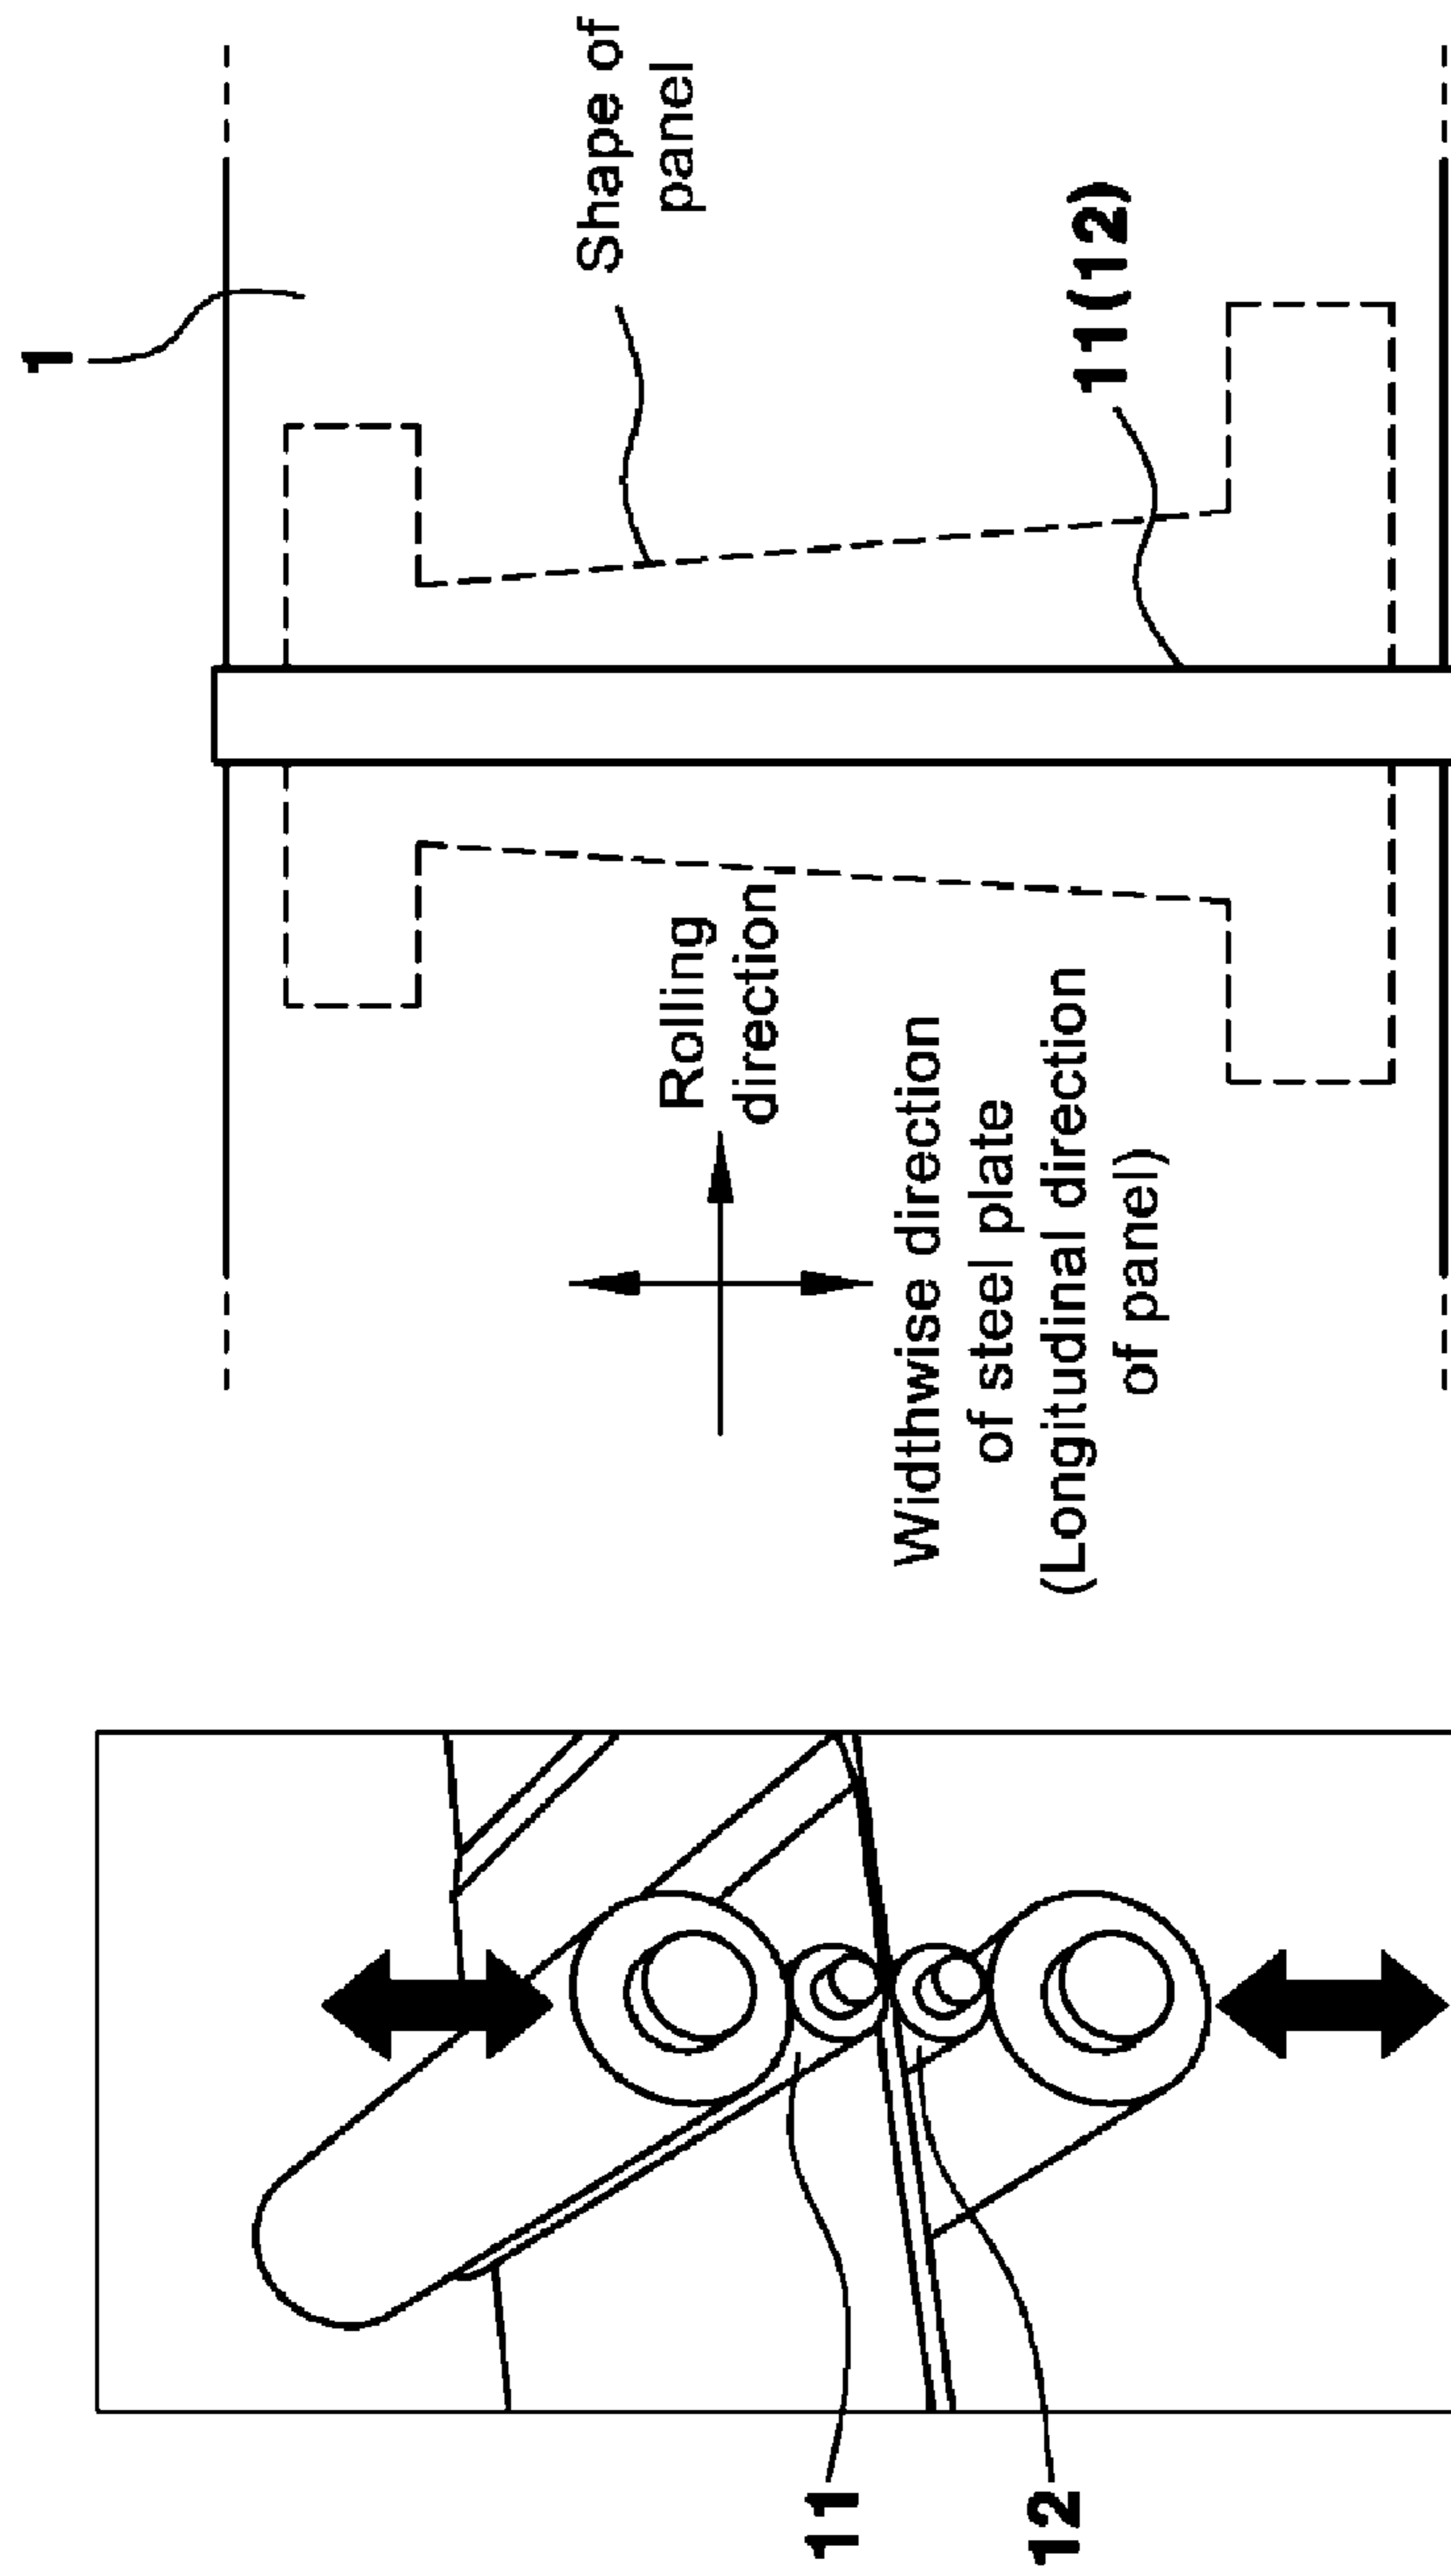 1
Shape of
panel
11(12)
Rolling
direction
Widthwise direction
of steel plate
(Longitudinal direction
of panel)
11
12